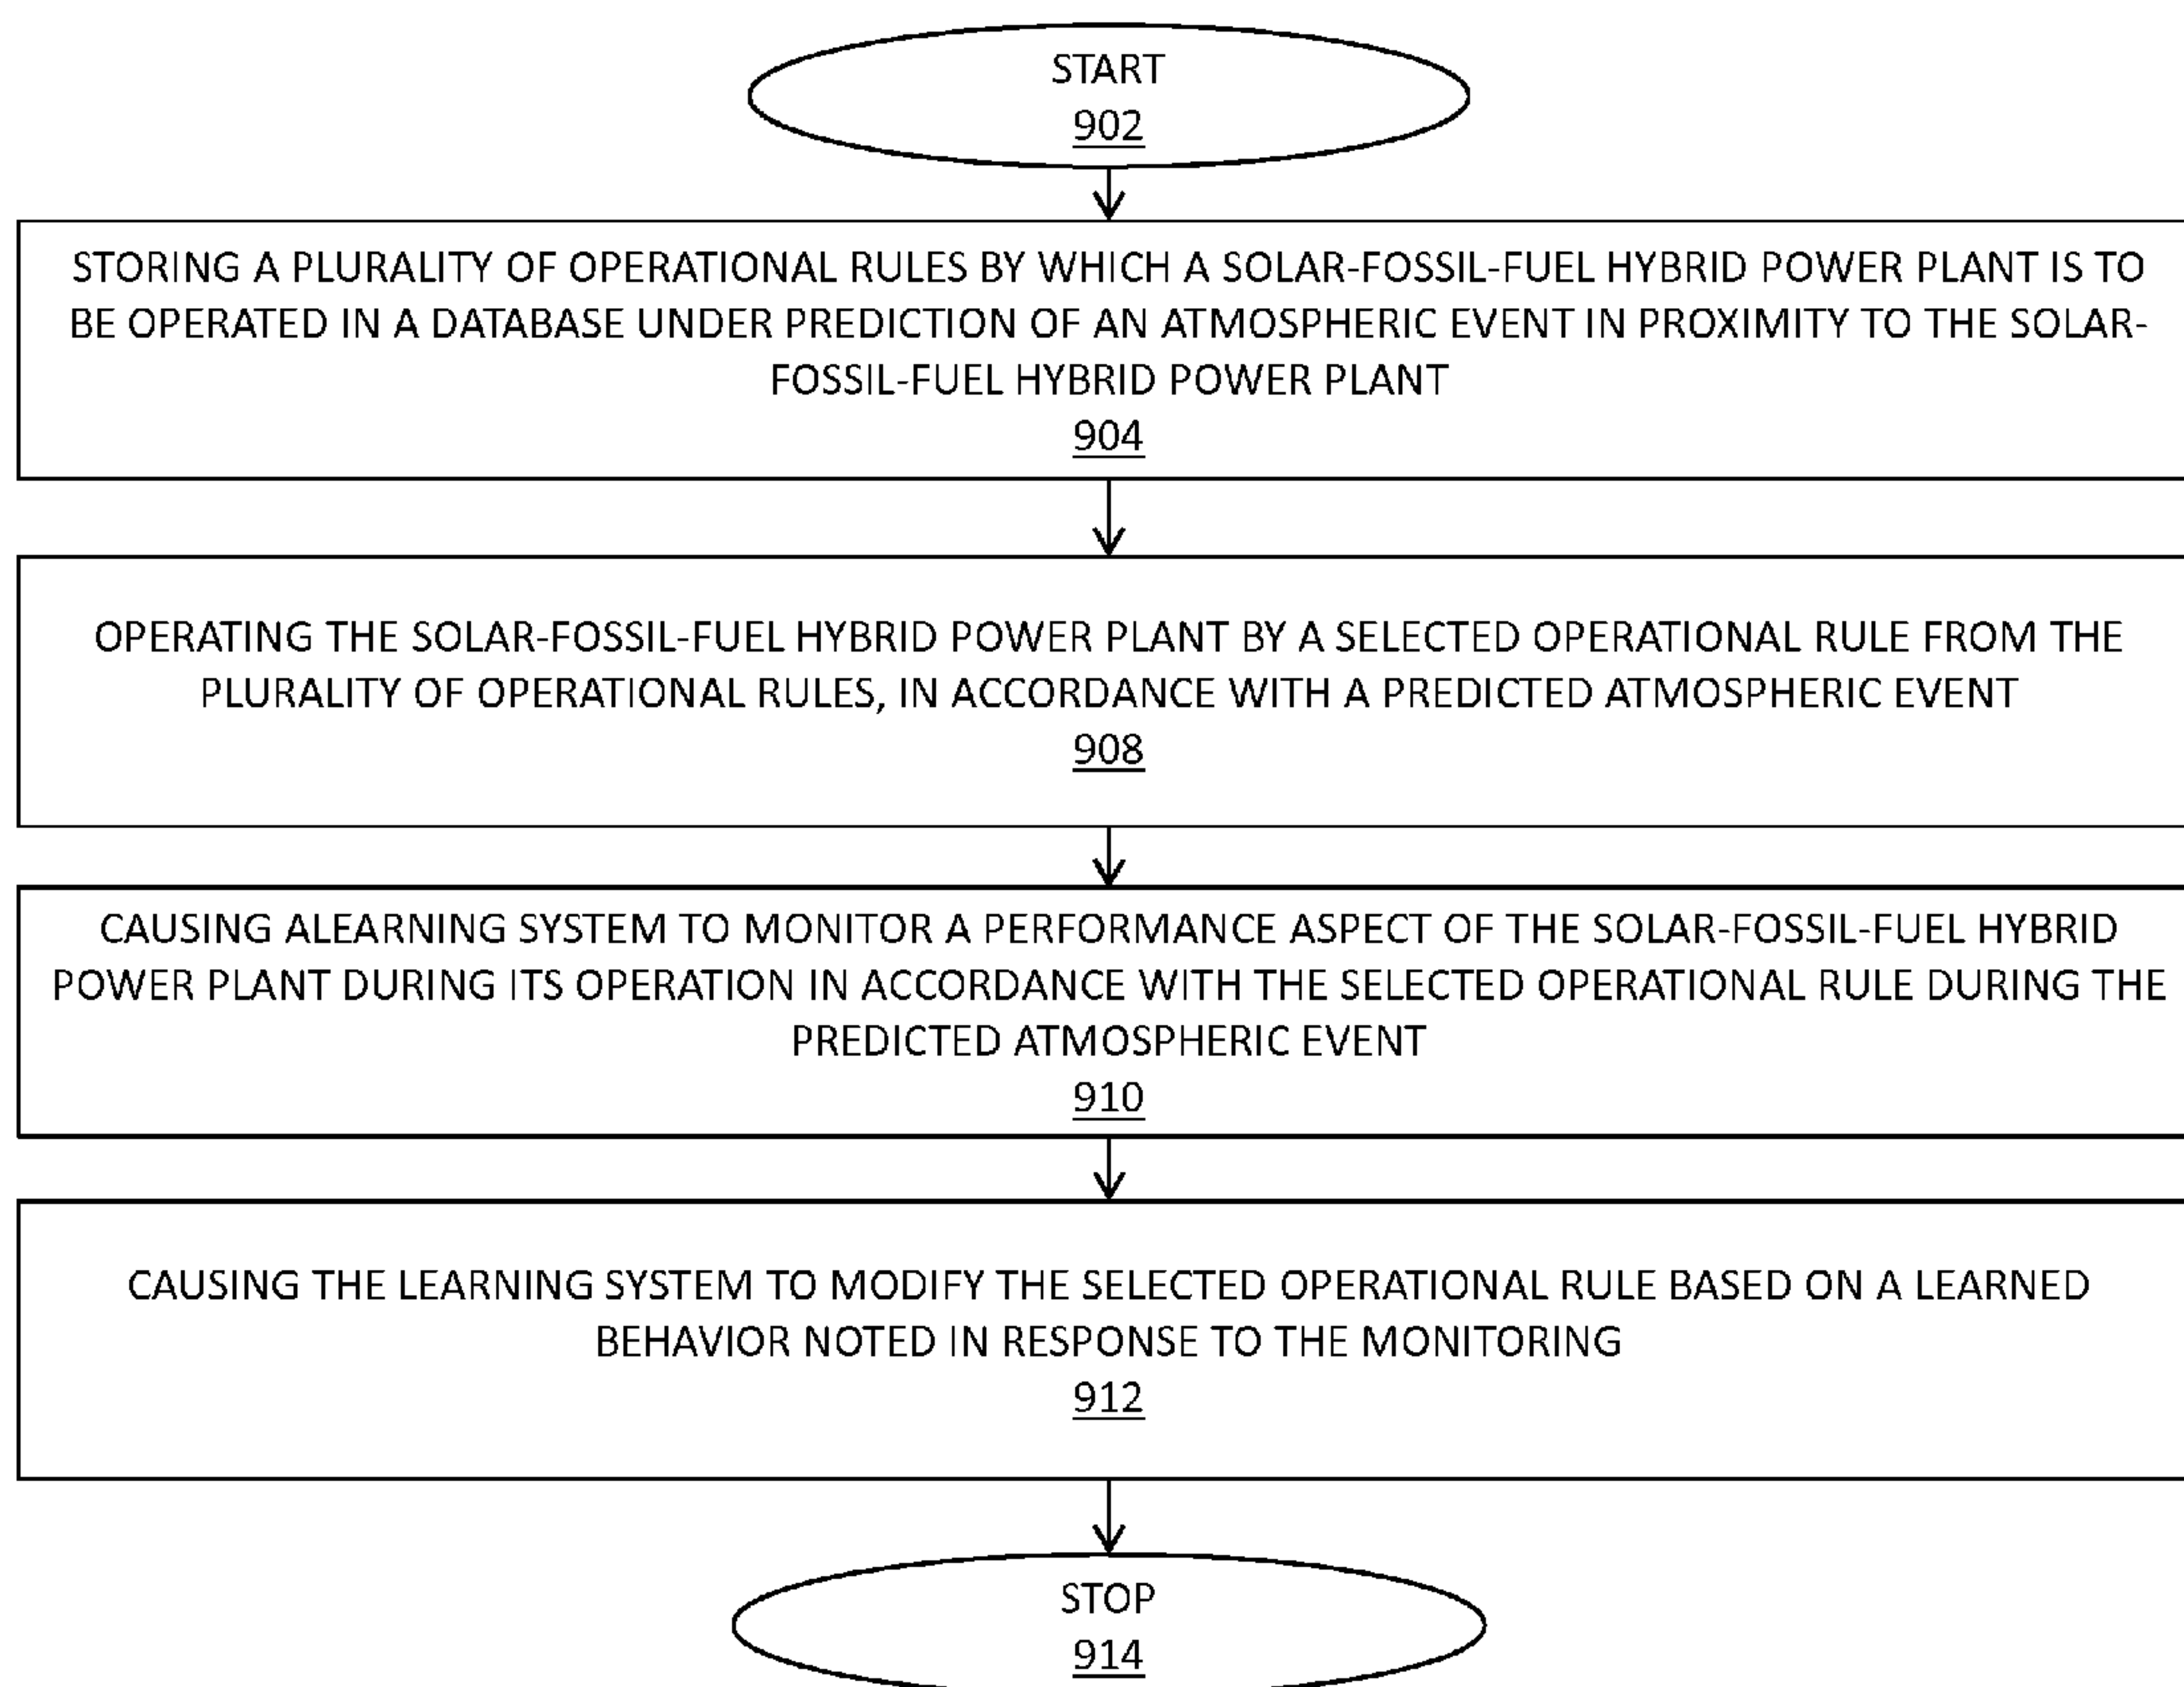 START
902
STORING A PLURALITY OF OPERATIONAL RULES BY WHICH A SOLAR-FOSSIL-FUEL HYBRID POWER PLANT IS TO
BE OPERATED IN A DATABASE UNDER PREDICTION OF AN ATMOSPHERIC EVENT IN PROXIMITY TO THE SOLAR-
FOSSIL-FUEL HYBRID POWER PLANT
904
OPERATING THE SOLAR-FOSSIL-FUEL HYBRID POWER PLANT BY A SELECTED OPERATIONAL RULE FROM THE
PLURALITY OF OPERATIONAL RULES, IN ACCORDANCE WITH A PREDICTED ATMOSPHERIC EVENT
908
CAUSING ALEARNING SYSTEM TO MONITOR A PERFORMANCE ASPECT OF THE SOLAR-FOSSIL-FUEL HYBRID
POWER PLANT DURING ITS OPERATION IN ACCORDANCE WITH THE SELECTED OPERATIONAL RULE DURING THE
PREDICTED ATMOSPHERIC EVENT
910
CAUSING THE LEARNING SYSTEM TO MODIFY THE SELECTED OPERATIONAL RULE BASED ON A LEARNED
BEHAVIOR NOTED IN RESPONSE TO THE MONITORING
912
STOP
914